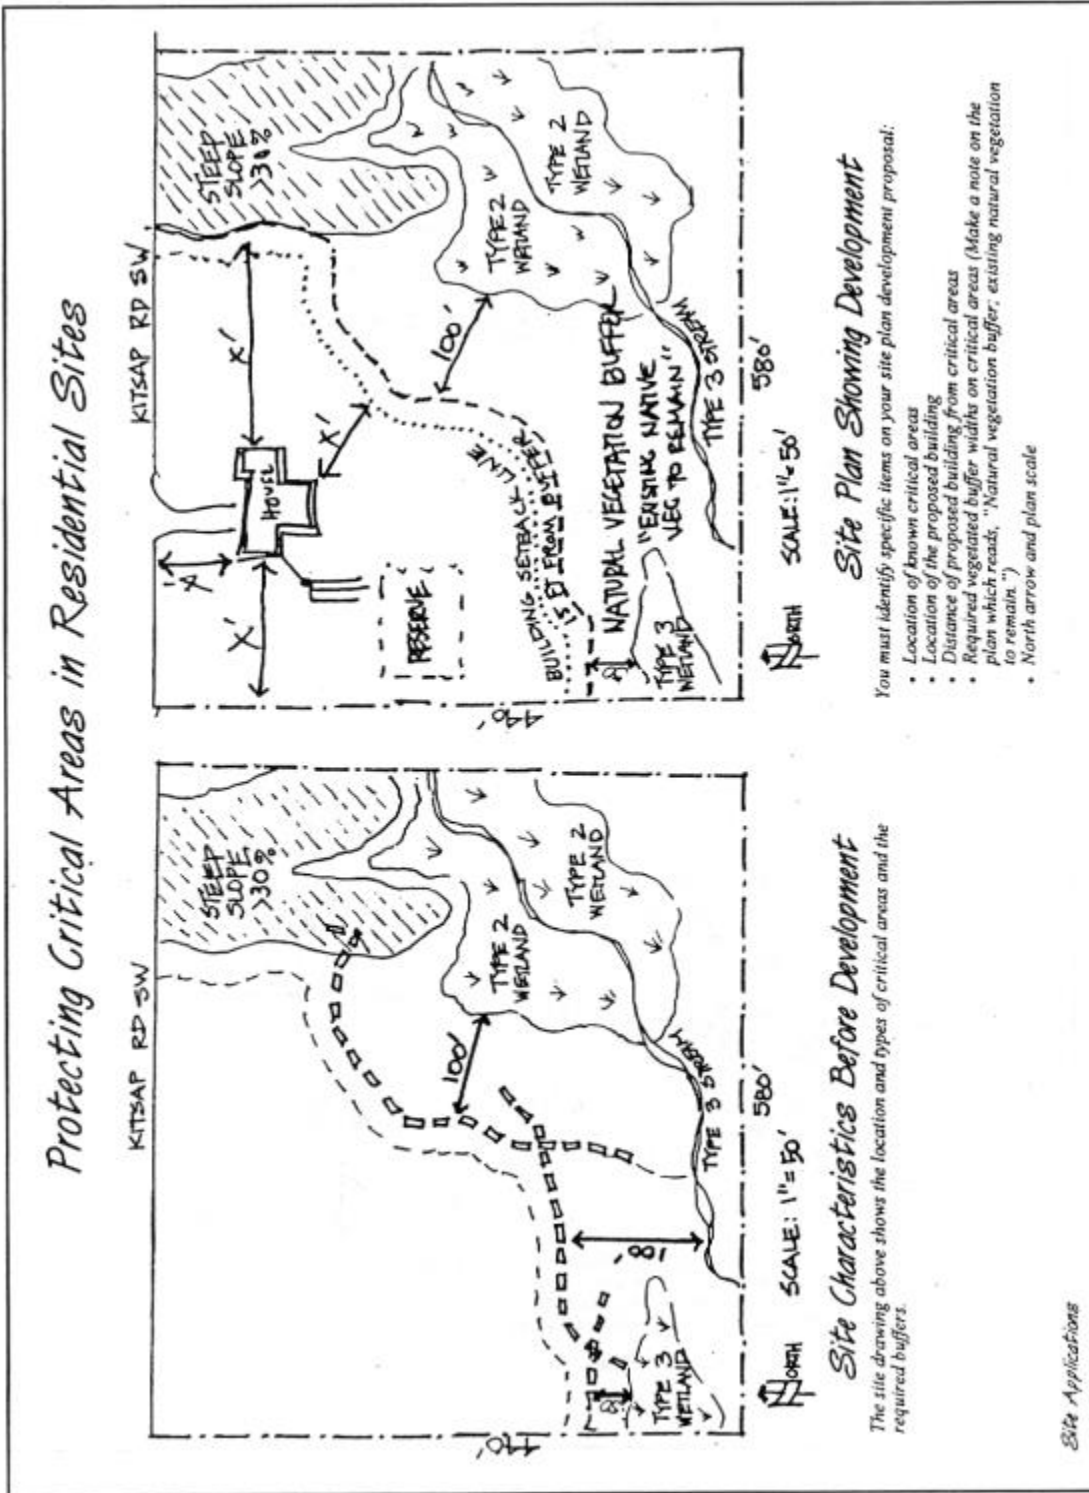 Protecting Critical Areas in Residential Sites
KITSAP RD SW
STEEP
SLOPE
>30%
TYPE 2
WETLAND
TYPE 2
WETLAND
100'
100'
TYPE 3
WETLAND
TYPE 3 STREAM
440'
580'
NORTH
SCALE: 1"= 50'
Site Characteristics Before Development
The site drawing above shows the location and types of critical areas and the
required buffers.
KITSAP RD SW
STEEP
SLOPE
>30%
X'
X'
X'
X'
HOUSE
RESERVE
BUILDING SETBACK LINE
15 FT FROM BUFFER
100'
TYPE 2
WETLAND
TYPE 2
WETLAND
NATURAL VEGETATION BUFFER
"EXISTING NATIVE
VEG TO REMAIN"
TYPE 3
WETLAND
TYPE 3 STREAM
440'
580'
NORTH
SCALE: 1"= 50'
Site Plan Showing Development
You must identify specific items on your site plan development proposal:
• Location of known critical areas
• Location of the proposed building
• Distance of proposed building from critical areas
• Required vegetated buffer widths on critical areas (Make a note on the
plan which reads, "Natural vegetation buffer; existing natural vegetation
to remain.")
• North arrow and plan scale
Site Applications